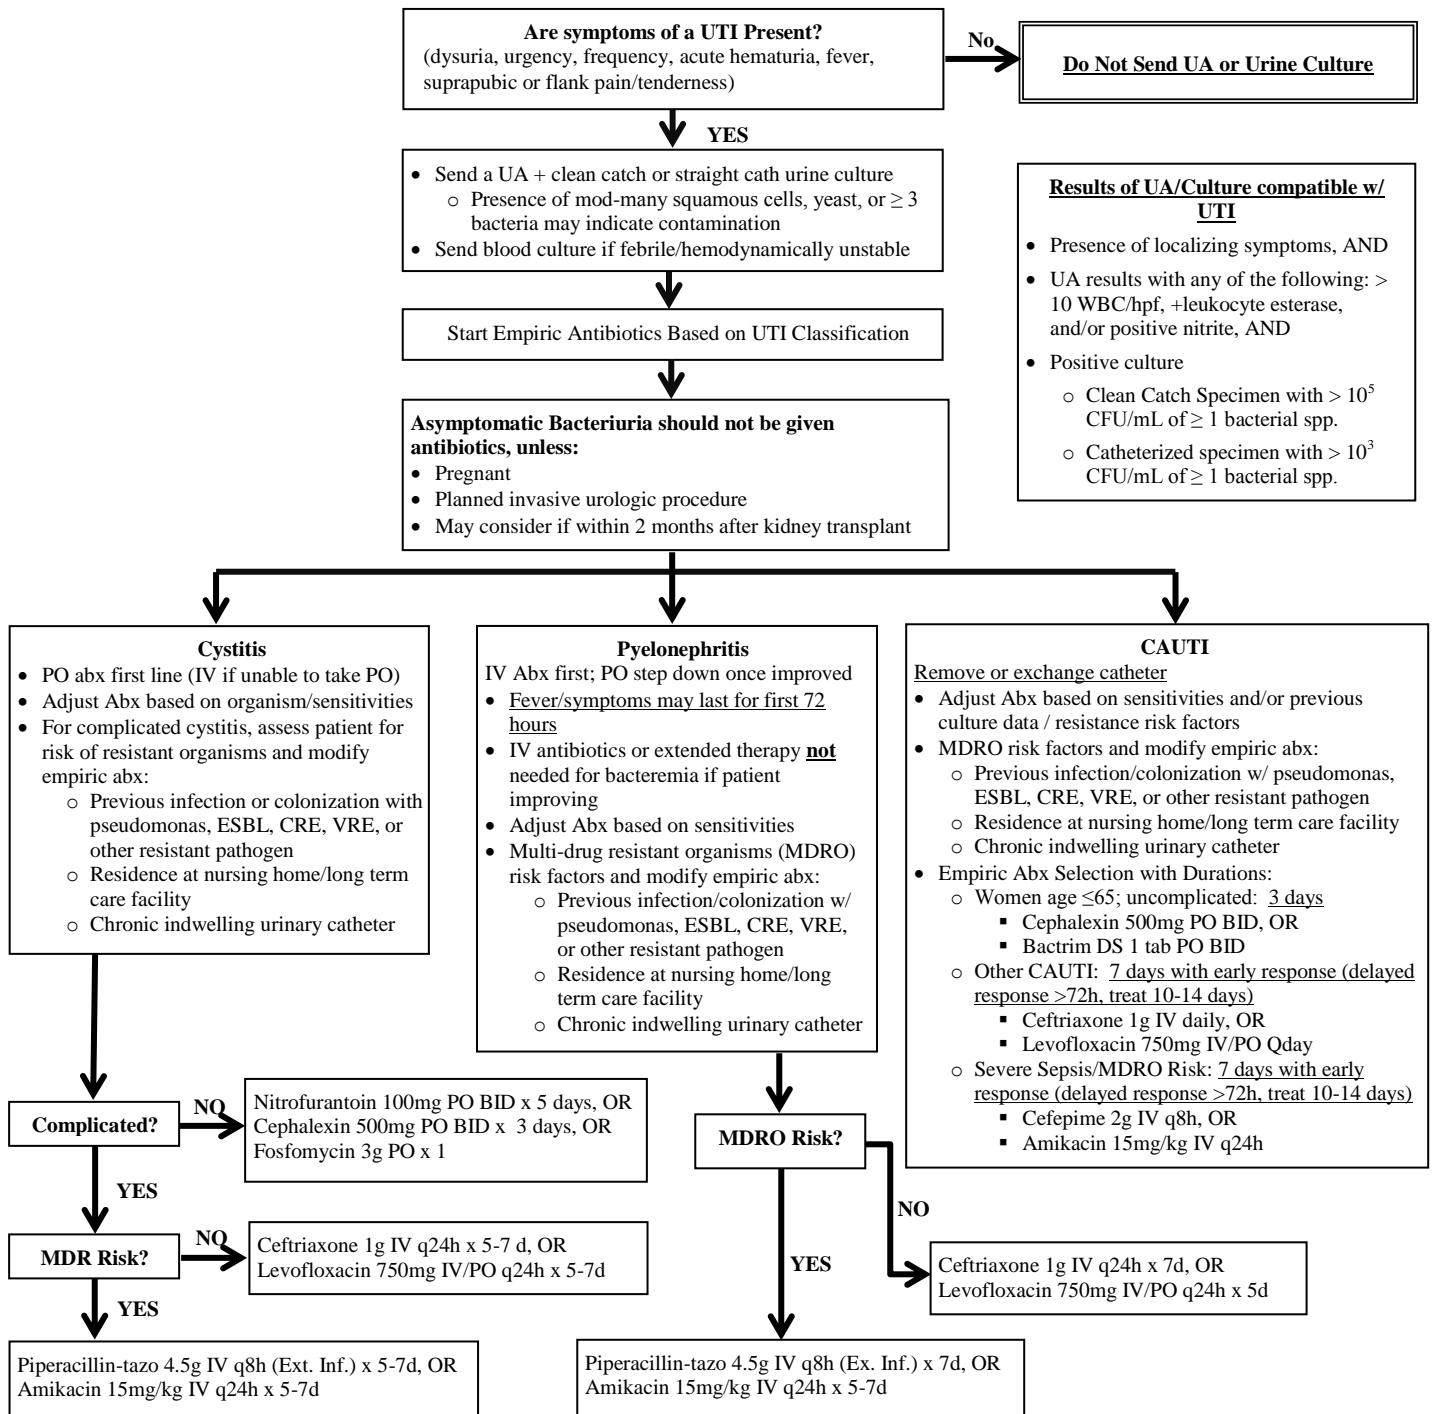 Are symptoms of a UTI Present?
(dysuria, urgency, frequency, acute hematuria, fever,
suprapubic or flank pain/tenderness)
No
Do Not Send UA or Urine Culture
YES
• Send a UA + clean catch or straight cath urine culture
o Presence of mod-many squamous cells, yeast, or ≥ 3
bacteria may indicate contamination
• Send blood culture if febrile/hemodynamically unstable
Results of UA/Culture compatible w/
UTI
• Presence of localizing symptoms, AND
• UA results with any of the following: >
10 WBC/hpf, +leukocyte esterase,
and/or positive nitrite, AND
• Positive culture
o Clean Catch Specimen with > 10⁵
CFU/mL of ≥ 1 bacterial spp.
o Catheterized specimen with > 10³
CFU/mL of ≥ 1 bacterial spp.
Start Empiric Antibiotics Based on UTI Classification
Asymptomatic Bacteriuria should not be given
antibiotics, unless:
• Pregnant
• Planned invasive urologic procedure
• May consider if within 2 months after kidney transplant
Cystitis
• PO abx first line (IV if unable to take PO)
• Adjust Abx based on organism/sensitivities
• For complicated cystitis, assess patient for
risk of resistant organisms and modify
empiric abx:
o Previous infection or colonization with
pseudomonas, ESBL, CRE, VRE, or
other resistant pathogen
o Residence at nursing home/long term
care facility
o Chronic indwelling urinary catheter
Pyelonephritis
IV Abx first; PO step down once improved
• Fever/symptoms may last for first 72
hours
• IV antibiotics or extended therapy not
needed for bacteremia if patient
improving
• Adjust Abx based on sensitivities
• Multi-drug resistant organisms (MDRO)
risk factors and modify empiric abx:
o Previous infection/colonization w/
pseudomonas, ESBL, CRE, VRE,
or other resistant pathogen
o Residence at nursing home/long
term care facility
o Chronic indwelling urinary catheter
CAUTI
Remove or exchange catheter
• Adjust Abx based on sensitivities and/or previous
culture data / resistance risk factors
• MDRO risk factors and modify empiric abx:
o Previous infection/colonization w/ pseudomonas,
ESBL, CRE, VRE, or other resistant pathogen
o Residence at nursing home/long term care facility
o Chronic indwelling urinary catheter
• Empiric Abx Selection with Durations:
o Women age ≤65; uncomplicated: 3 days
▪ Cephalexin 500mg PO BID, OR
▪ Bactrim DS 1 tab PO BID
o Other CAUTI: 7 days with early response (delayed
response >72h, treat 10-14 days)
▪ Ceftriaxone 1g IV daily, OR
▪ Levofloxacin 750mg IV/PO Qday
o Severe Sepsis/MDRO Risk: 7 days with early
response (delayed response >72h, treat 10-14 days)
▪ Cefepime 2g IV q8h, OR
▪ Amikacin 15mg/kg IV q24h
Complicated?
NO
Nitrofurantoin 100mg PO BID x 5 days, OR
Cephalexin 500mg PO BID x 3 days, OR
Fosfomycin 3g PO x 1
YES
MDR Risk?
NO
Ceftriaxone 1g IV q24h x 5-7 d, OR
Levofloxacin 750mg IV/PO q24h x 5-7d
YES
Piperacillin-tazo 4.5g IV q8h (Ext. Inf.) x 5-7d, OR
Amikacin 15mg/kg IV q24h x 5-7d
MDRO Risk?
NO
Ceftriaxone 1g IV q24h x 7d, OR
Levofloxacin 750mg IV/PO q24h x 5d
YES
Piperacillin-tazo 4.5g IV q8h (Ex. Inf.) x 7d, OR
Amikacin 15mg/kg IV q24h x 5-7d